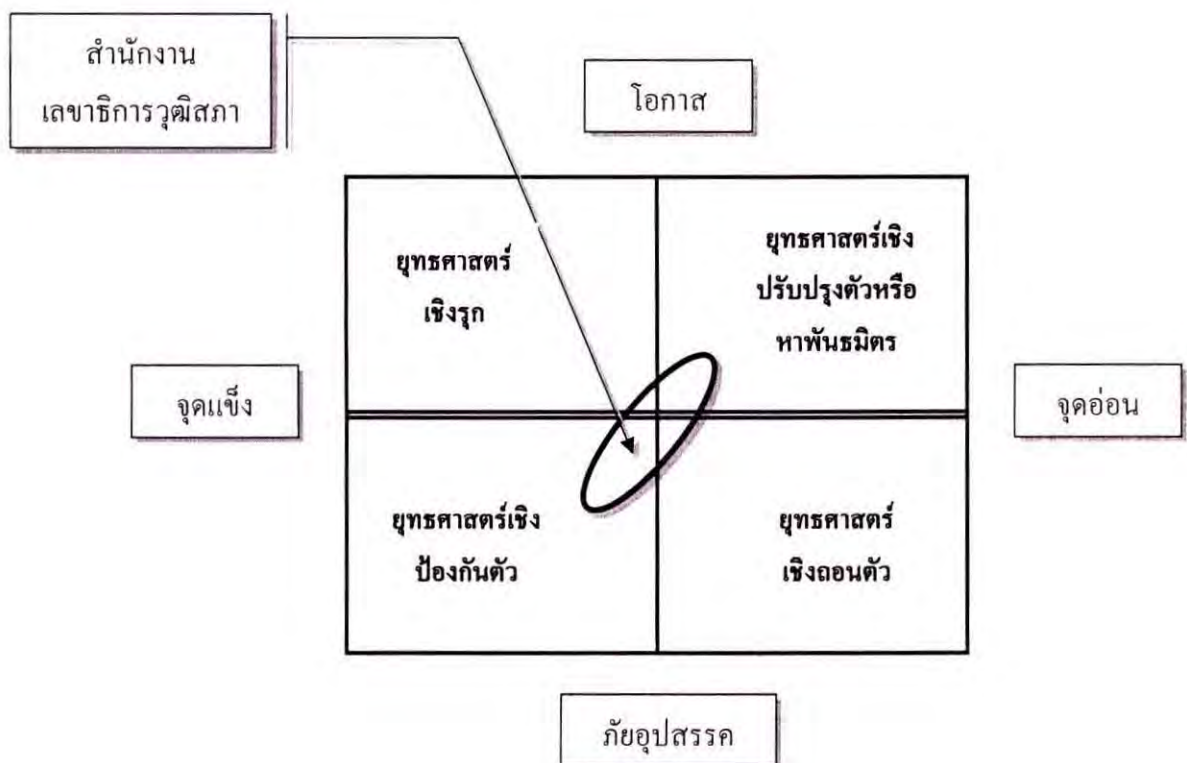 สำนักงาน
เลขาธิการวุฒิสภา
โอกาส
ยุทธศาสตร์
เชิงรุก
ยุทธศาสตร์เชิง
ปรับปรุงตัวหรือ
หาพันธมิตร
จุดแข็ง
จุดอ่อน
ยุทธศาสตร์เชิง
ป้องกันตัว
ยุทธศาสตร์
เชิงถอนตัว
ภัยอุปสรรค